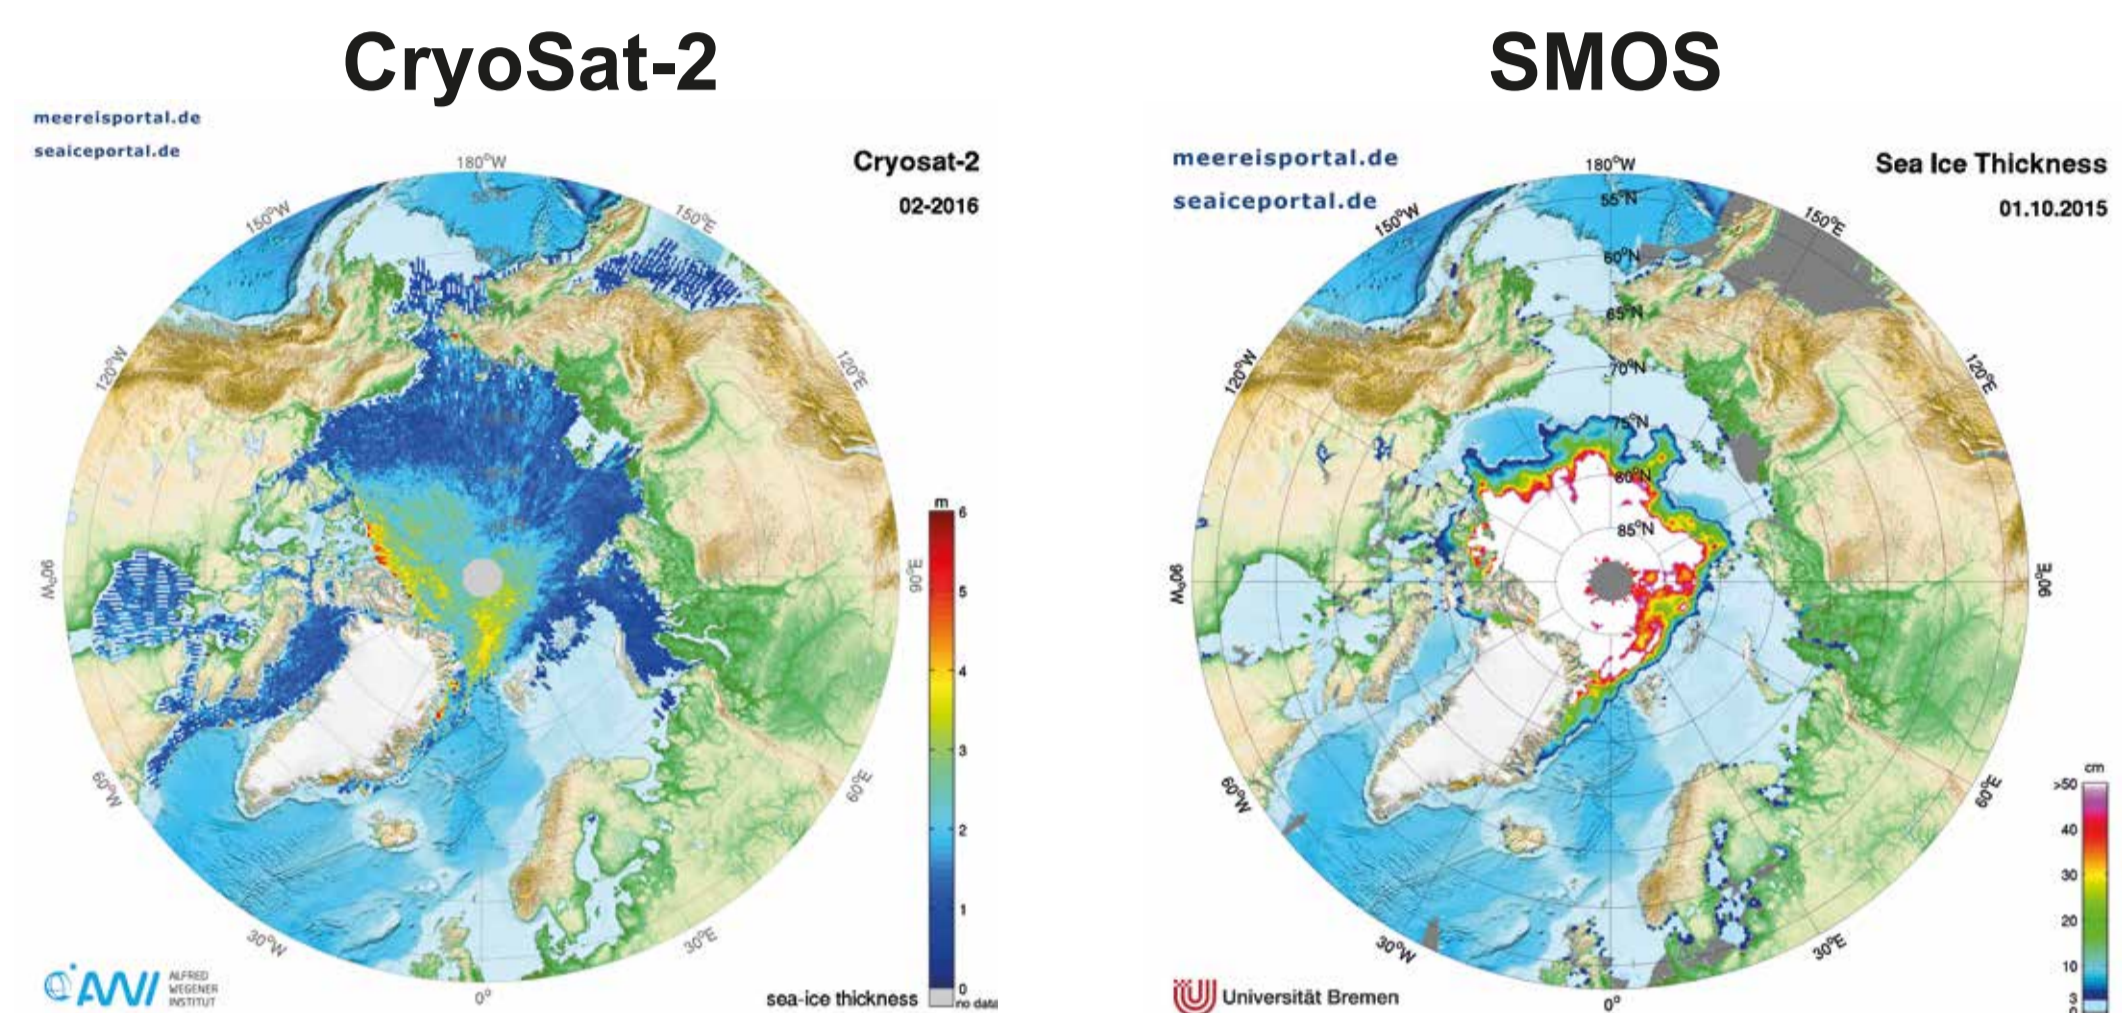 CryoSat-2
meereisportal.de
seaiceportal.de
Cryosat-2
02-2016
180°W
55°N
150°W
150°E
120°W
120°E
90°W
90°E
60°W
60°E
30°W
30°E
0°
m
6
5
4
3
2
1
0
no data
sea-ice thickness
AWI
ALFRED
WEGENER
INSTITUT
SMOS
meereisportal.de
seaiceportal.de
Sea Ice Thickness
01.10.2015
180°W
55°N
150°W
150°E
60°N
65°N
120°W
120°E
70°N
75°N
80°N
85°N
90°W
90°E
60°W
60°E
30°W
30°E
0°
cm
>50
40
30
20
10
3
0
Universität Bremen